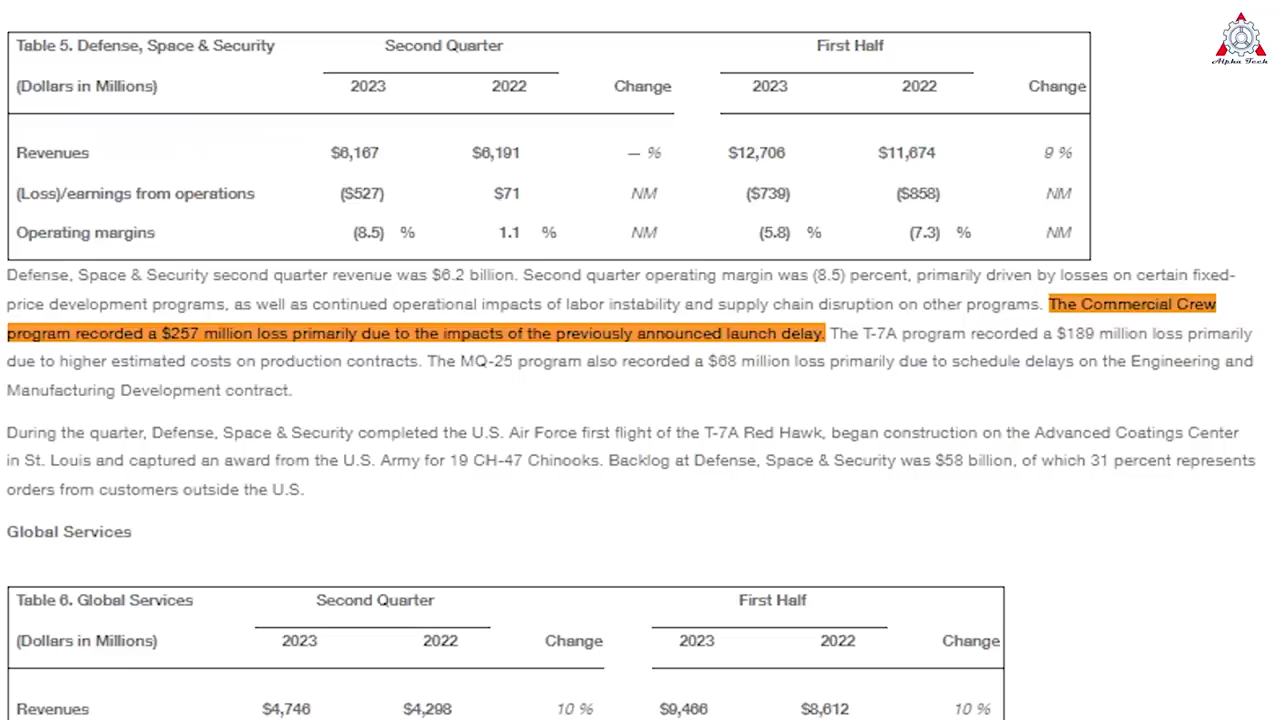 Alpha Tech
Table 5. Defense, Space & Security Second Quarter First Half
(Dollars in Millions) 2023 2022 Change 2023 2022 Change
Revenues $6,167 $6,191 — % $12,706 $11,674 9 %
(Loss)/earnings from operations ($527) $71 NM ($739) ($858) NM
Operating margins (8.5) % 1.1 % NM (5.8) % (7.3) % NM
Defense, Space & Security second quarter revenue was $6.2 billion. Second quarter operating margin was (8.5) percent, primarily driven by losses on certain fixed-
price development programs, as well as continued operational impacts of labor instability and supply chain disruption on other programs. The Commercial Crew
program recorded a $257 million loss primarily due to the impacts of the previously announced launch delay. The T-7A program recorded a $189 million loss primarily
due to higher estimated costs on production contracts. The MQ-25 program also recorded a $68 million loss primarily due to schedule delays on the Engineering and
Manufacturing Development contract.
During the quarter, Defense, Space & Security completed the U.S. Air Force first flight of the T-7A Red Hawk, began construction on the Advanced Coatings Center
in St. Louis and captured an award from the U.S. Army for 19 CH-47 Chinooks. Backlog at Defense, Space & Security was $58 billion, of which 31 percent represents
orders from customers outside the U.S.
Global Services
Table 6. Global Services Second Quarter First Half
(Dollars in Millions) 2023 2022 Change 2023 2022 Change
Revenues $4,746 $4,298 10 % $9,466 $8,612 10 %